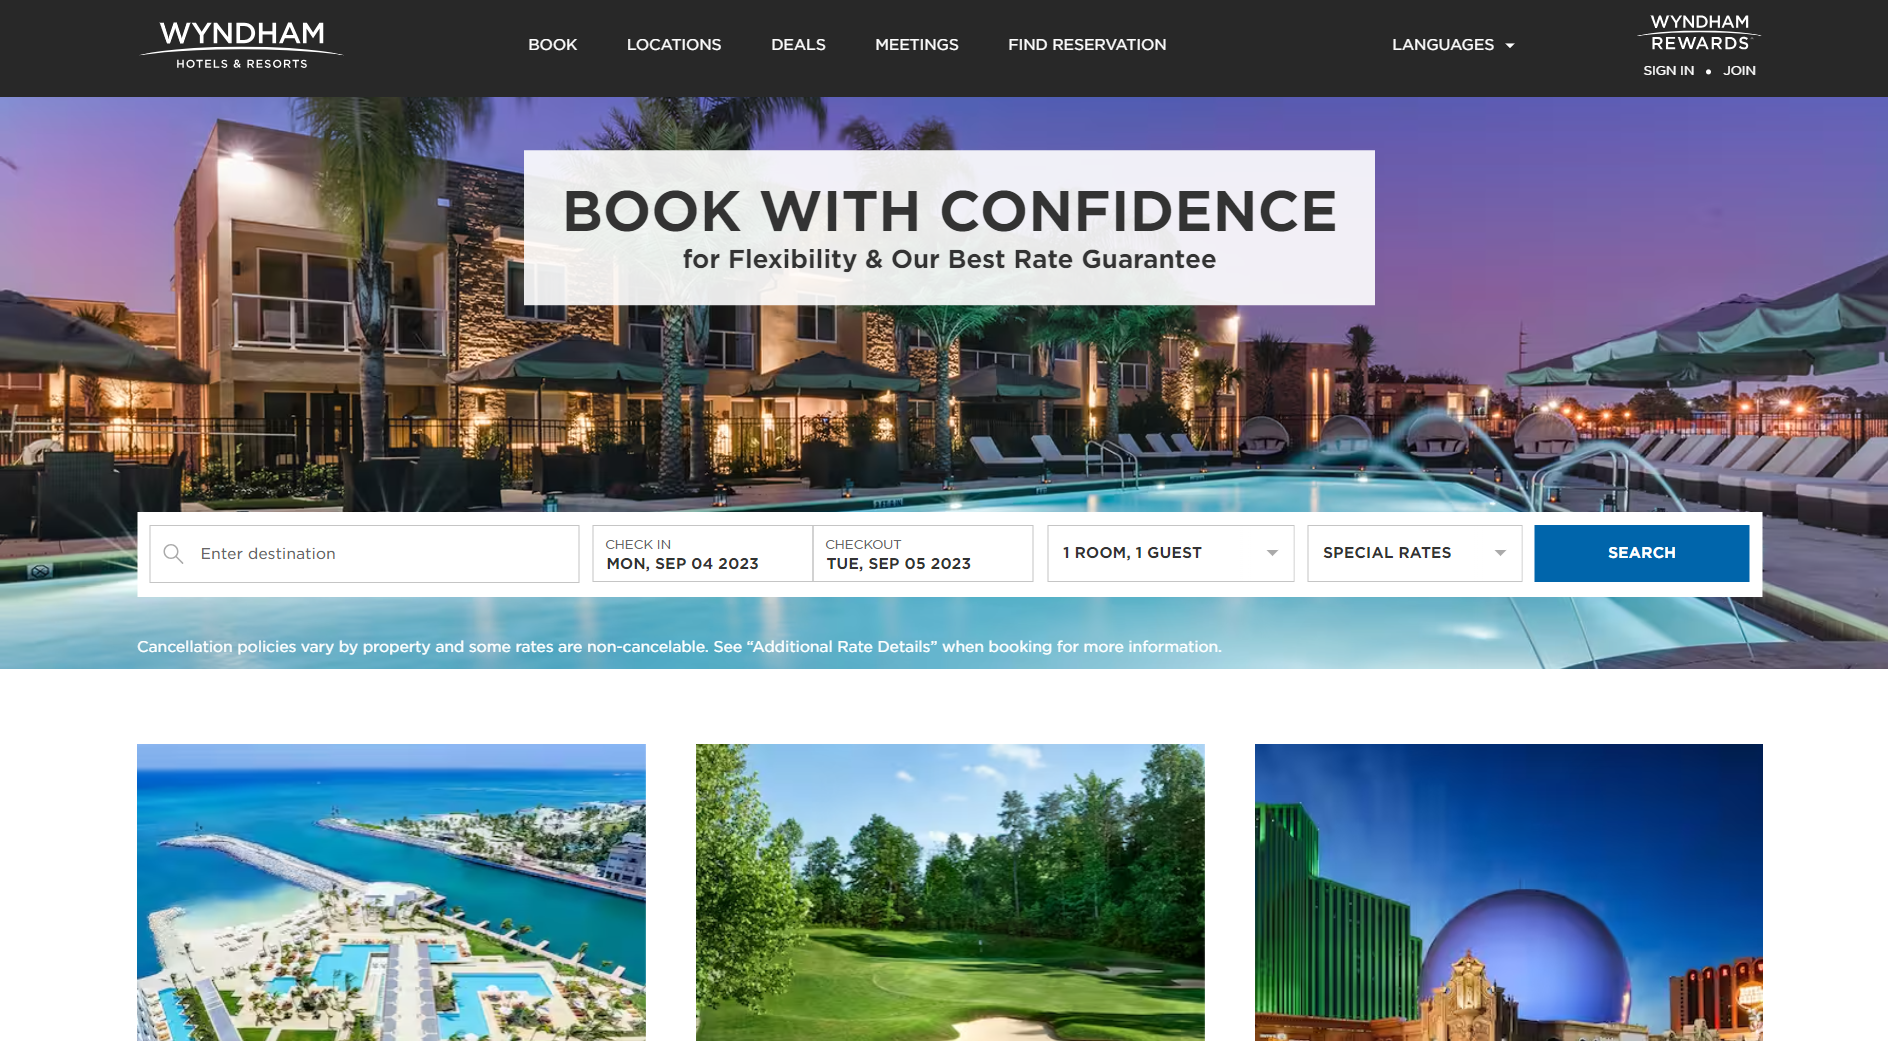 WYNDHAM
HOTELS & RESORTS
BOOK
LOCATIONS
DEALS
MEETINGS
FIND RESERVATION
LANGUAGES
WYNDHAM
REWARDS
SIGN IN • JOIN
BOOK WITH CONFIDENCE
for Flexibility & Our Best Rate Guarantee
Enter destination
CHECK IN
MON, SEP 04 2023
CHECKOUT
TUE, SEP 05 2023
1 ROOM, 1 GUEST
SPECIAL RATES
SEARCH
Cancellation policies vary by property and some rates are non-cancelable. See “Additional Rate Details” when booking for more information.